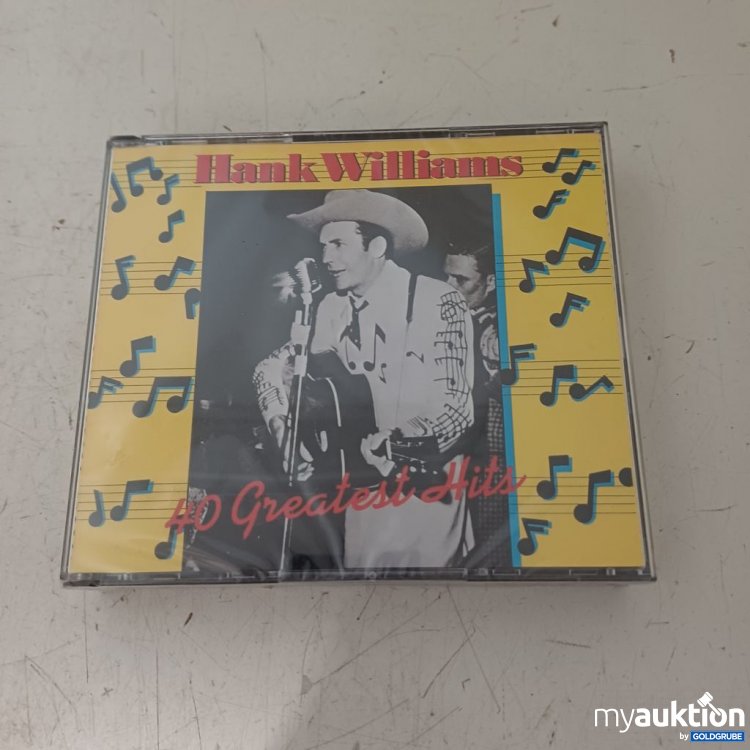 Hank Williams
40 Greatest Hits
myauktion
by GOLDGRUBE